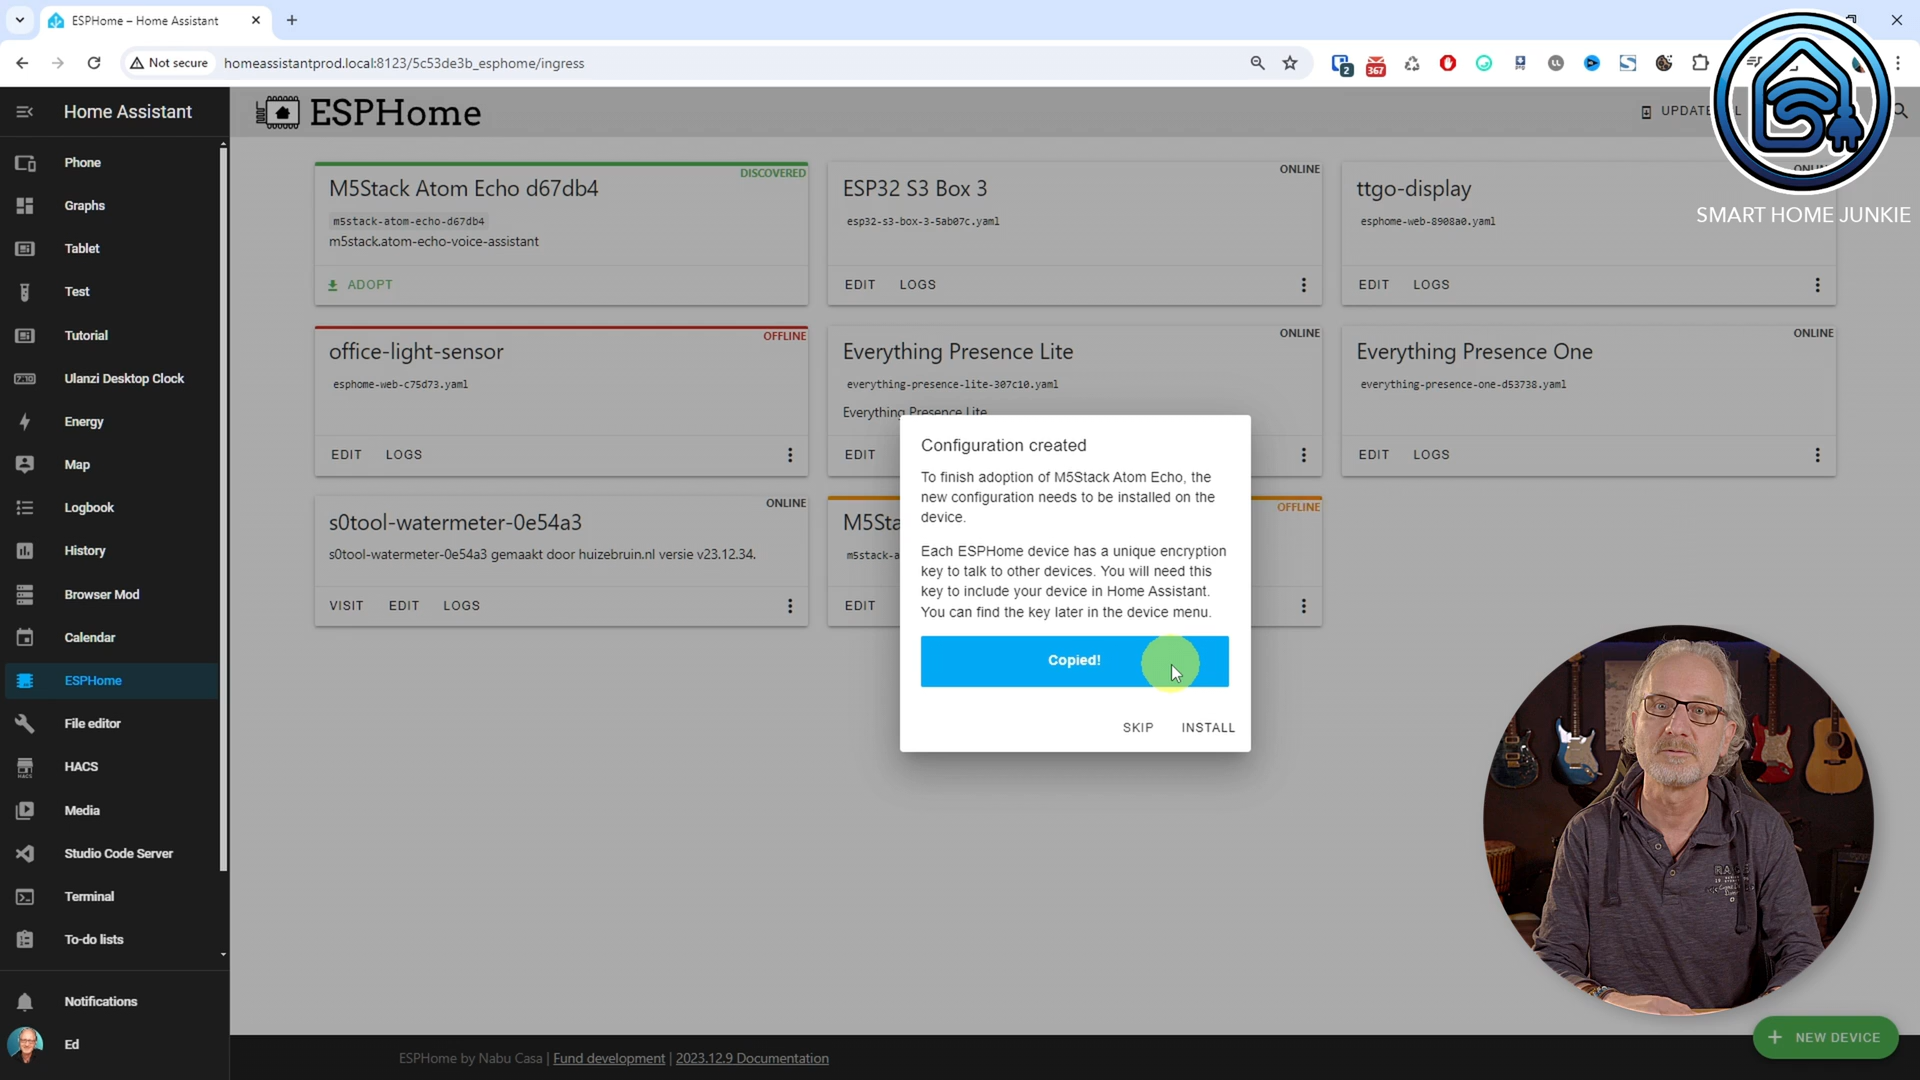 ESPHome – Home Assistant
Not secure
homeassistantprod.local:8123/5c53de3b_esphome/ingress
2
367
Home Assistant
ESPHome
UPDATE
SMART HOME JUNKIE
Phone
Graphs
Tablet
Test
Tutorial
Ulanzi Desktop Clock
Energy
Map
Logbook
History
Browser Mod
Calendar
ESPHome
File editor
HACS
Media
Studio Code Server
Terminal
To-do lists
Notifications
Ed
DISCOVERED
M5Stack Atom Echo d67db4
m5stack-atom-echo-d67db4
m5stack.atom-echo-voice-assistant
ADOPT
ONLINE
ESP32 S3 Box 3
esp32-s3-box-3-5ab07c.yaml
EDIT LOGS
ttgo-display
esphome-web-8908a0.yaml
EDIT LOGS
OFFLINE
office-light-sensor
esphome-web-c75d73.yaml
EDIT LOGS
ONLINE
Everything Presence Lite
everything-presence-lite-307c10.yaml
Everything Presence Lite
EDIT
ONLINE
Everything Presence One
everything-presence-one-d53738.yaml
EDIT LOGS
ONLINE
s0tool-watermeter-0e54a3
s0tool-watermeter-0e54a3 gemaakt door huizebruin.nl versie v23.12.34.
VISIT EDIT LOGS
OFFLINE
M5Sta
m5stack-a
EDIT
Configuration created
To finish adoption of M5Stack Atom Echo, the
new configuration needs to be installed on the
device.
Each ESPHome device has a unique encryption
key to talk to other devices. You will need this
key to include your device in Home Assistant.
You can find the key later in the device menu.
Copied!
SKIP INSTALL
NEW DEVICE
ESPHome by Nabu Casa | Fund development | 2023.12.9 Documentation